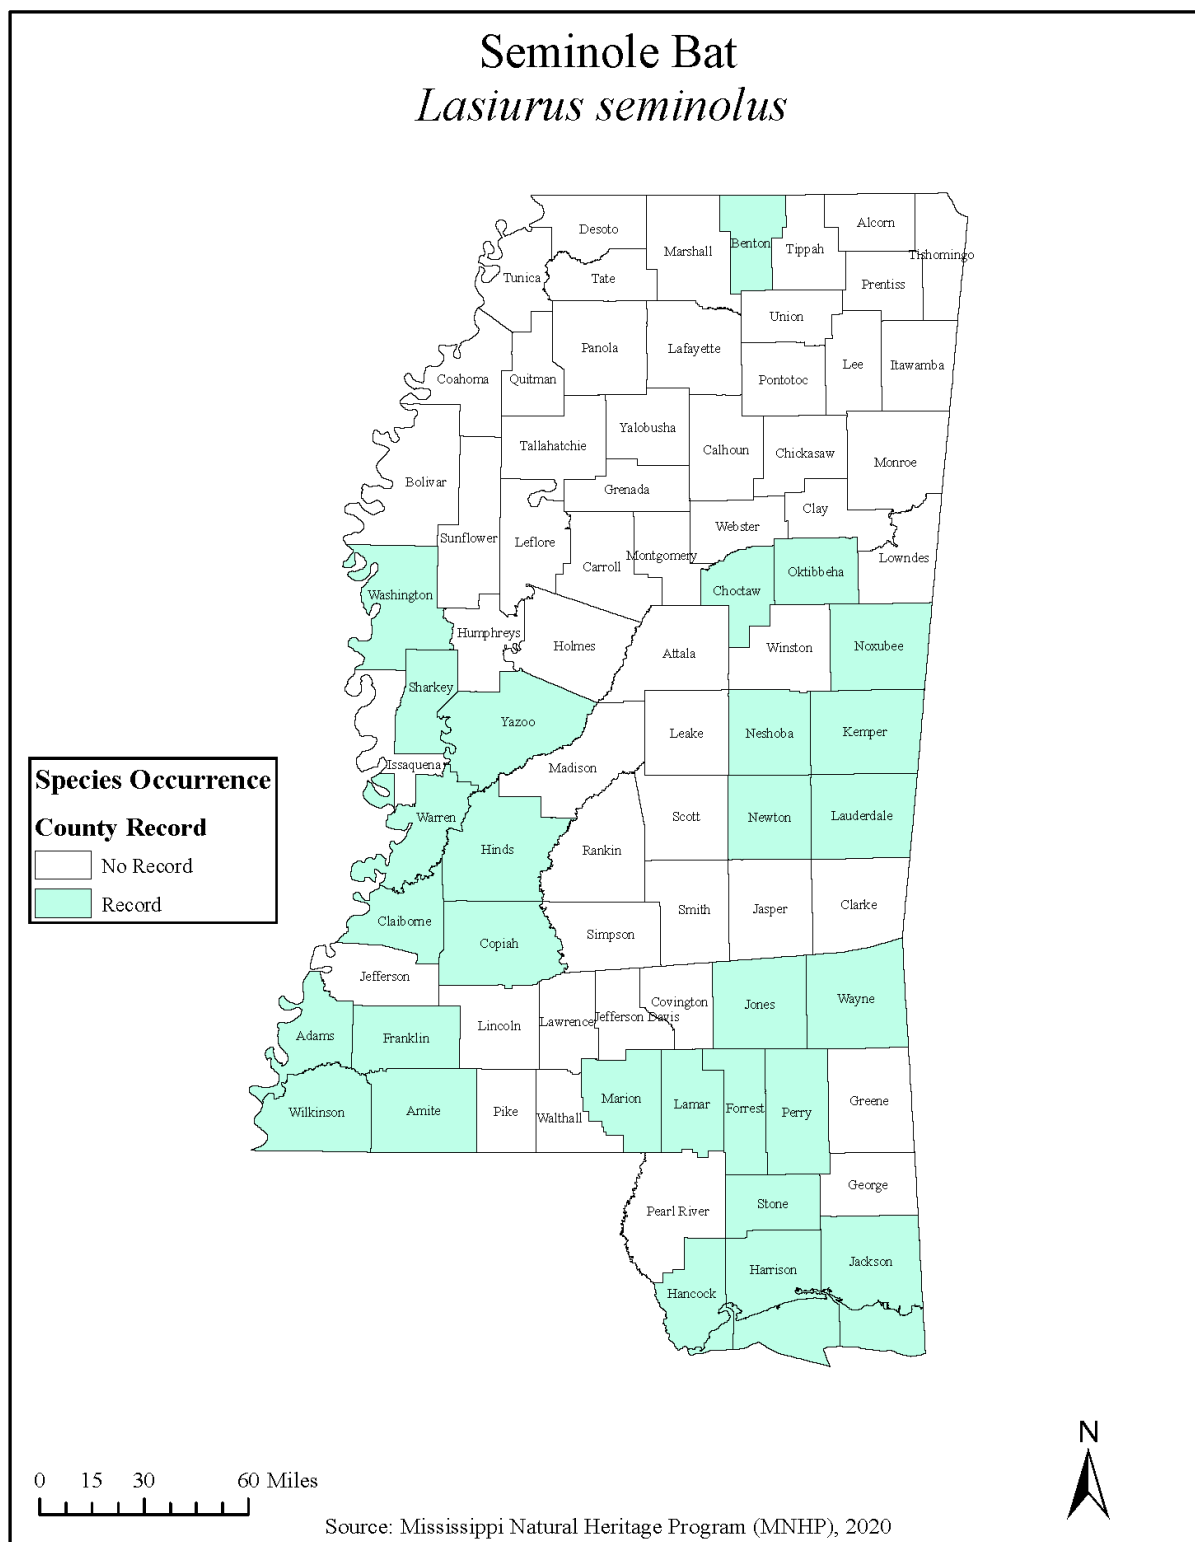 Seminole Bat
Lasiurus seminolus
Desoto
Marshall
Benton
Tippah
Alcorn
Tishomingo
Tunica
Tate
Prentiss
Union
Panola
Lafayette
Coahoma
Quitman
Pontotoc
Lee
Itawamba
Tallahatchie
Yalobusha
Calhoun
Chickasaw
Monroe
Bolivar
Grenada
Clay
Sunflower
Leflore
Webster
Carroll
Montgomery
Lowndes
Washington
Choctaw
Oktibbeha
Humphreys
Holmes
Attala
Winston
Noxubee
Sharkey
Yazoo
Leake
Neshoba
Kemper
Issaquena
Madison
Warren
Scott
Newton
Lauderdale
Hinds
Rankin
Claiborne
Copiah
Simpson
Smith
Jasper
Clarke
Jefferson
Adams
Franklin
Lincoln
Lawrence
Jefferson Davis
Covington
Jones
Wayne
Wilkinson
Amite
Pike
Walthall
Marion
Lamar
Forrest
Perry
Greene
Pearl River
Stone
George
Hancock
Harrison
Jackson
Species Occurrence
County Record
No Record
Record
0 15 30 60 Miles
N
Source: Mississippi Natural Heritage Program (MNHP), 2020